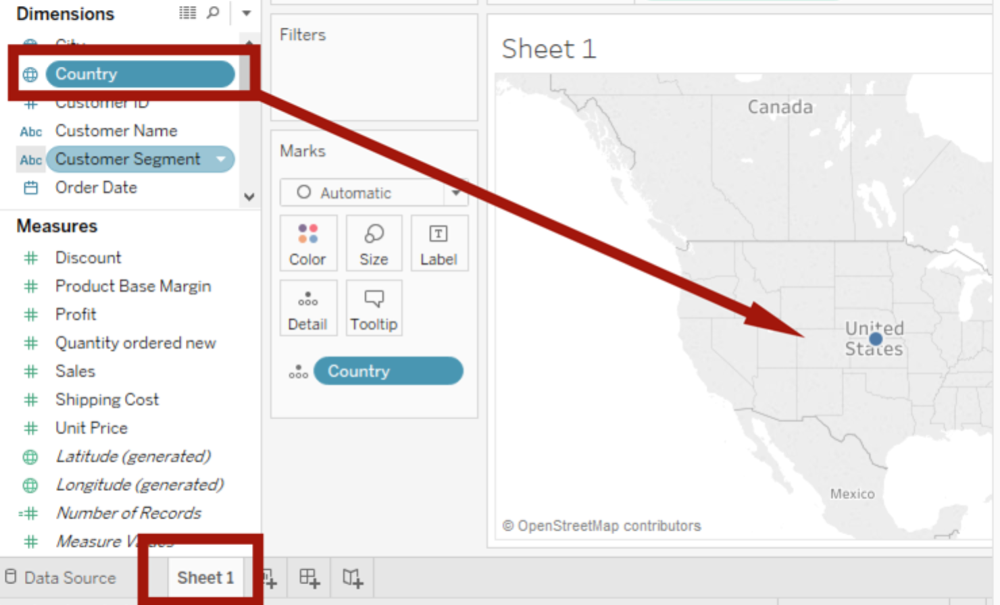 Dimensions
City
Country
Customer ID
Abc Customer Name
Abc Customer Segment
Order Date
Measures
Discount
Product Base Margin
Profit
Quantity ordered new
Sales
Shipping Cost
Unit Price
Latitude (generated)
Longitude (generated)
Number of Records
Measure Values
Filters
Marks
Automatic
Color
Size
T
Label
Detail
Tooltip
Country
Sheet 1
Canada
United
States
Mexico
© OpenStreetMap contributors
Data Source
Sheet 1